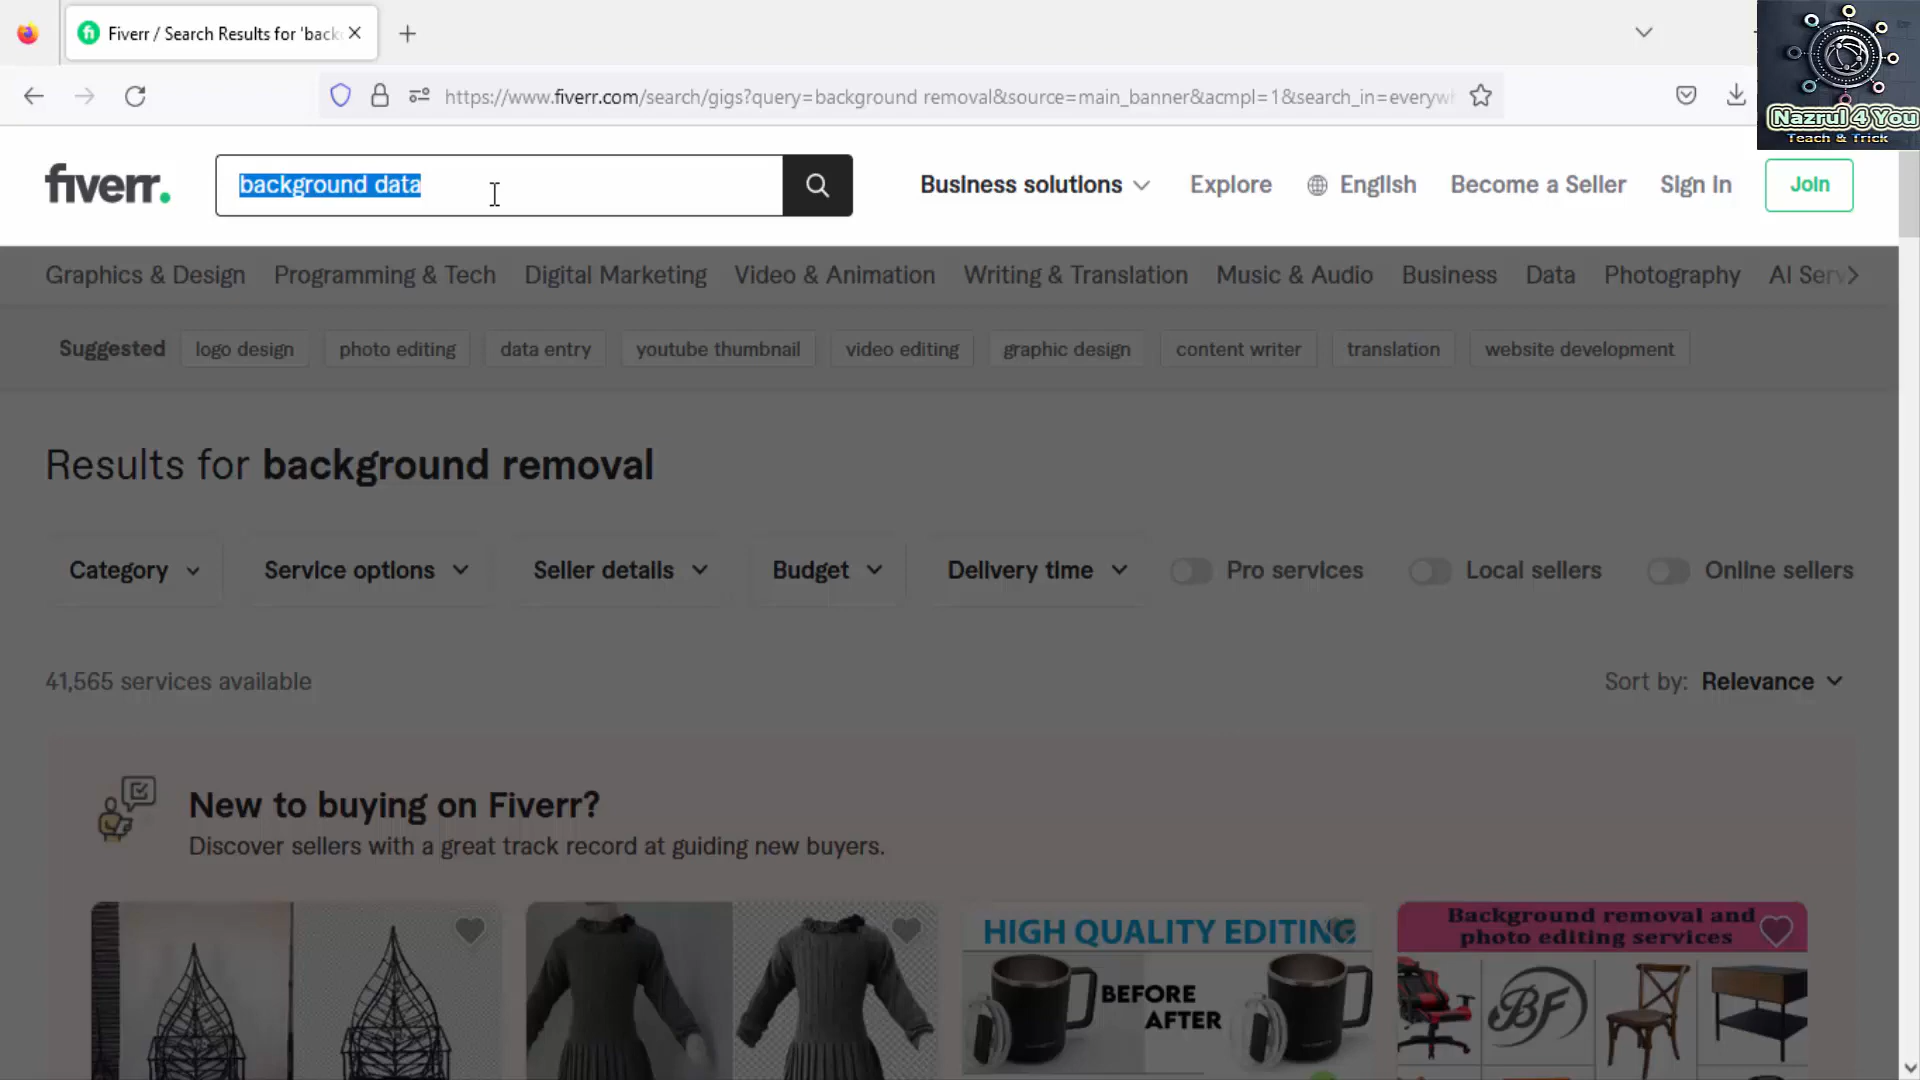 Fiverr / Search Results for 'back
https://www.fiverr.com/search/gigs?query=background removal&source=main_banner&acmpl=1&search_in=everywh
Nazrul 4 You
Teach & Trick
fiverr.
background data
Business solutions
Explore
English
Become a Seller
Sign In
Join
Graphics & Design
Programming & Tech
Digital Marketing
Video & Animation
Writing & Translation
Music & Audio
Business
Data
Photography
AI Serv
Suggested
logo design
photo editing
data entry
youtube thumbnail
video editing
graphic design
content writer
translation
website development
Results for background removal
Category
Service options
Seller details
Budget
Delivery time
Pro services
Local sellers
Online sellers
41,565 services available
Sort by: Relevance
New to buying on Fiverr?
Discover sellers with a great track record at guiding new buyers.
HIGH QUALITY EDITING
BEFORE
AFTER
Background removal and
photo editing services
BF